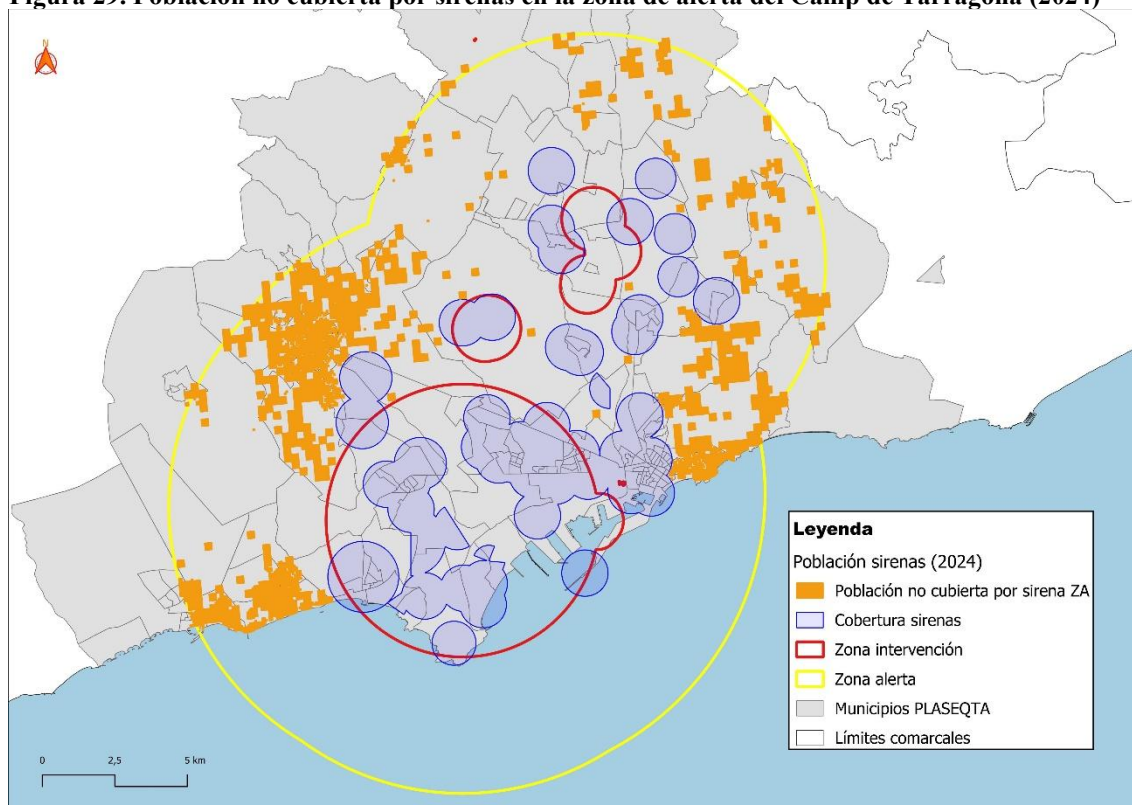 Figura 29. Población no cubierta por sirenas en la zona de alerta del Camp de Tarragona (2024)
N
Leyenda
Población sirenas (2024)
Población no cubierta por sirena ZA
Cobertura sirenas
Zona intervención
Zona alerta
Municipios PLASEQTA
Límites comarcales
0 2,5 5 km